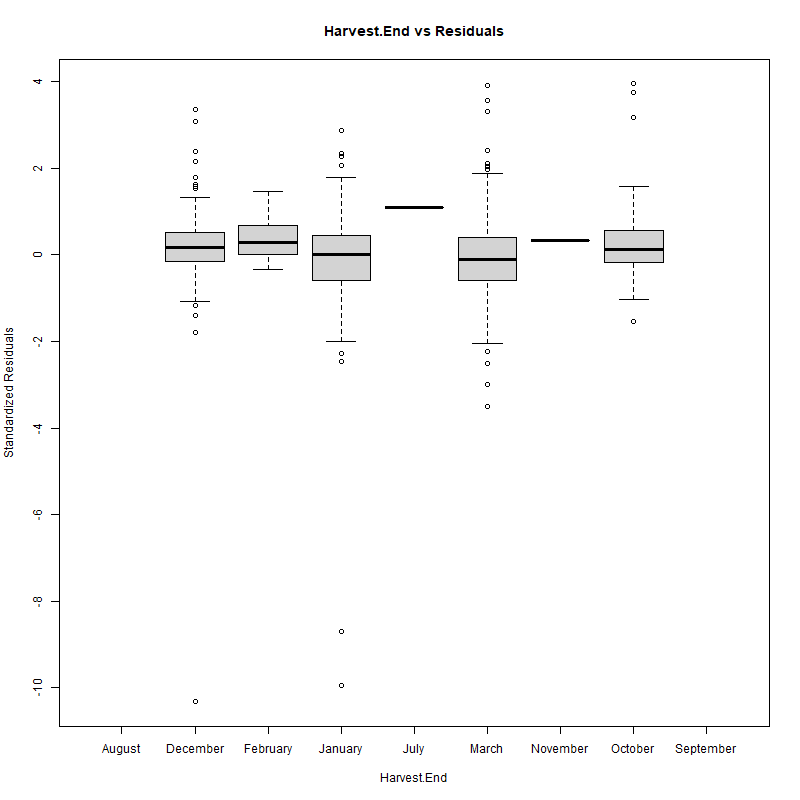 Harvest.End vs Residuals
Standardized Residuals
4
2
0
-2
-4
-6
-8
-10
August December February January July March November October September
Harvest.End